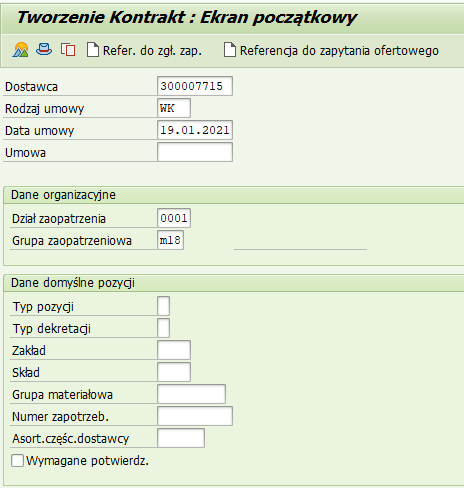 Tworzenie Kontrakt : Ekran początkowy
Refer. do zgł. zap. Referencja do zapytania ofertowego
Dostawca 300007715
Rodzaj umowy WK
Data umowy 19.01.2021
Umowa
Dane organizacyjne
Dział zaopatrzenia 0001
Grupa zaopatrzeniowa m18
Dane domyślne pozycji
Typ pozycji
Typ dekretacji
Zakład
Skład
Grupa materiałowa
Numer zapotrzeb.
Asort.częśc.dostawcy
Wymagane potwierdz.